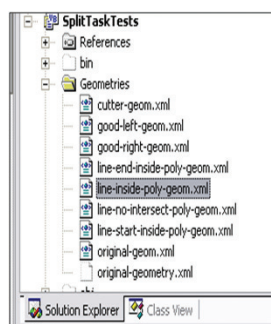 SplitTaskTests
References
bin
Geometries
cutter-geom.xml
good-left-geom.xml
good-right-geom.xml
line-end-inside-poly-geom.xml
line-inside-poly-geom.xml
line-no-intersect-poly-geom.xml
line-start-inside-poly-geom.xml
original-geom.xml
original-geometry.xml
Solution Explorer
Class View